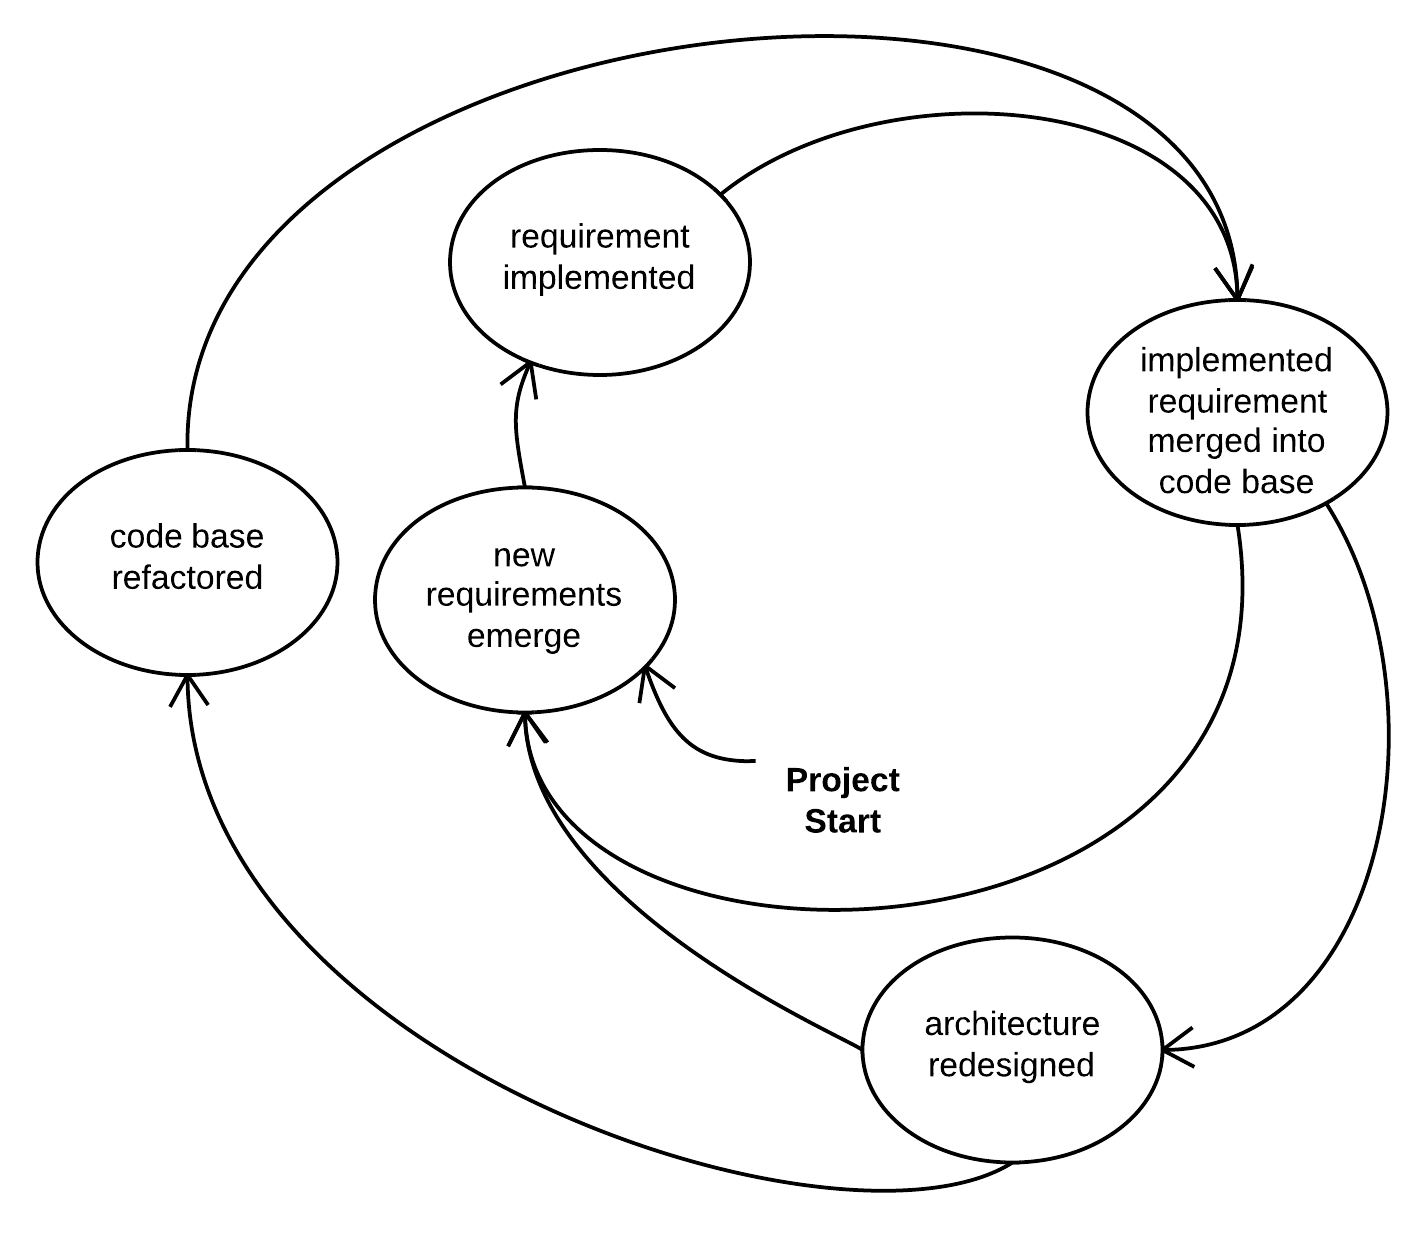 requirement
implemented
implemented
requirement
merged into
code base
code base
refactored
new
requirements
emerge
Project
Start
architecture
redesigned